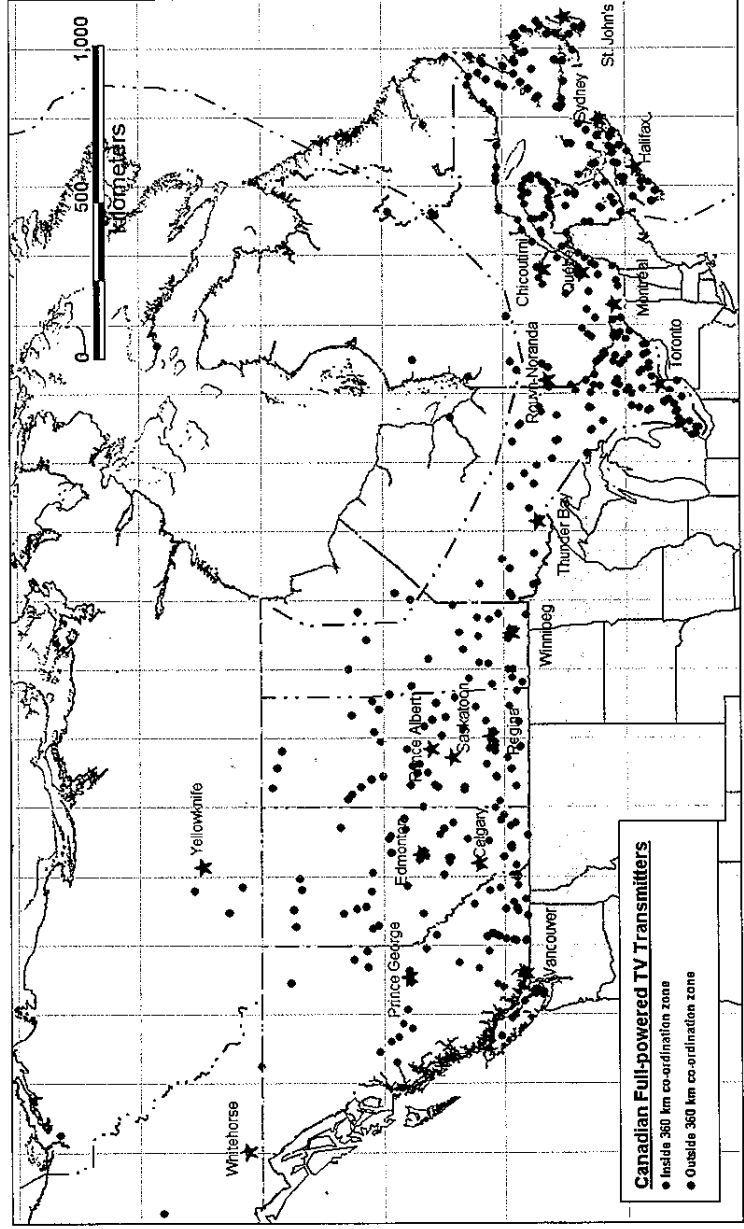 Canadian Full-powered TV Transmitters
Inside 360 km co-ordination zone
Outside 360 km co-ordination zone
0 500 1,000
kilometers
Whitehorse
Yellowknife
Prince George
Edmonton
Prince Albert
Saskatoon
Calgary
Regina
Vancouver
Winnipeg
Thunder Bay
Rouyn-Noranda
Chicoutimi
Québec
Montréal
Toronto
Sydney
Halifax
St. John's